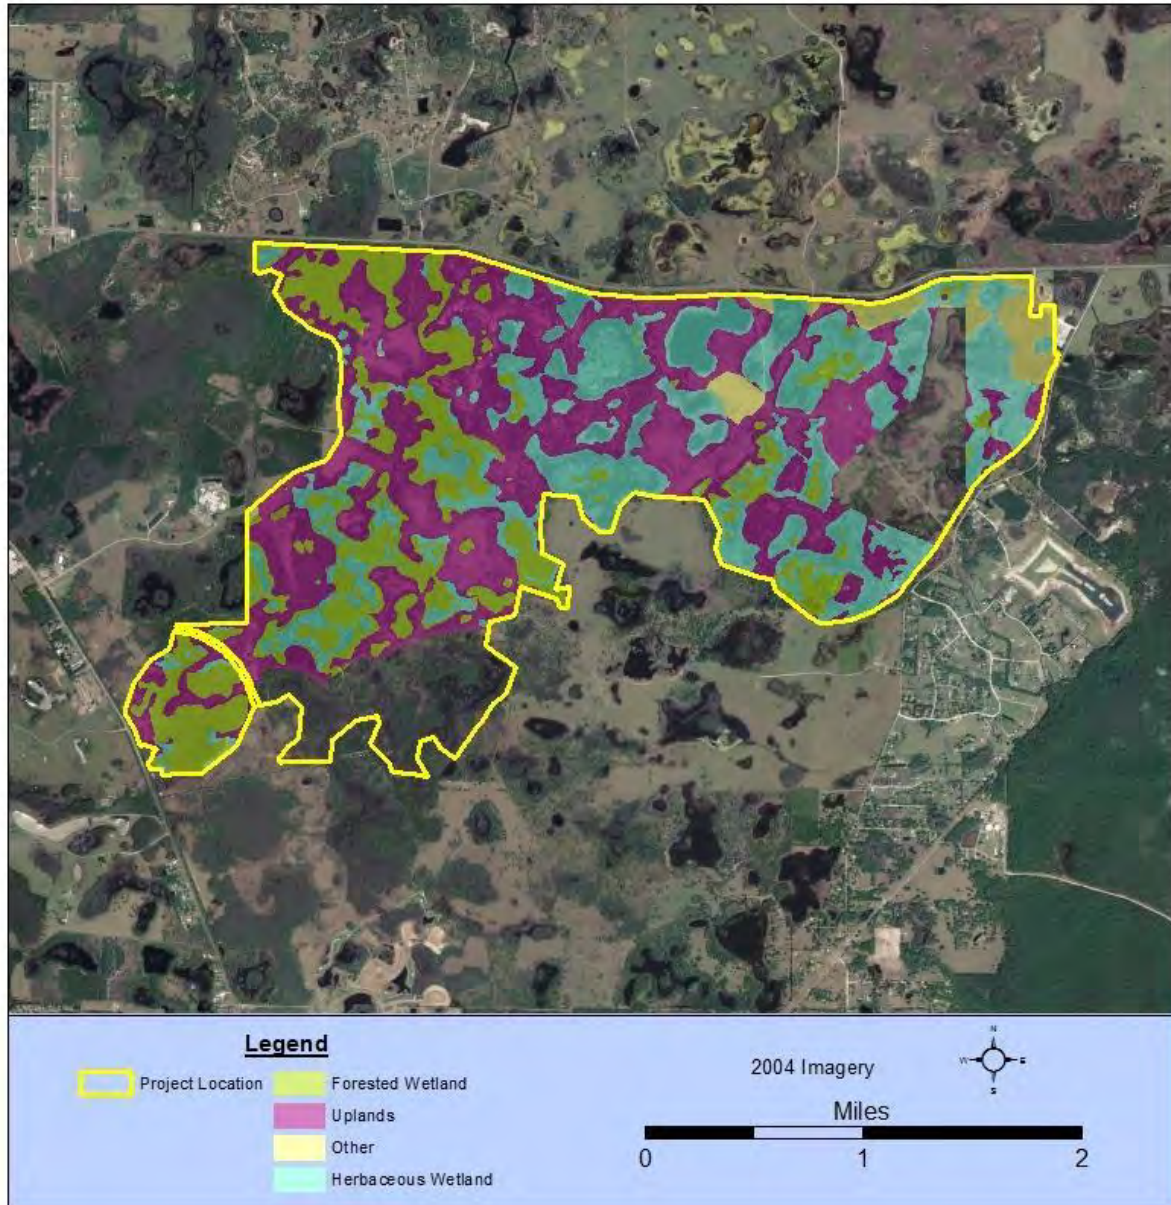 Legend
Project Location
Forested Wetland
Uplands
Other
Herbaceous Wetland
2004 Imagery
N
W
E
S
Miles
0 1 2